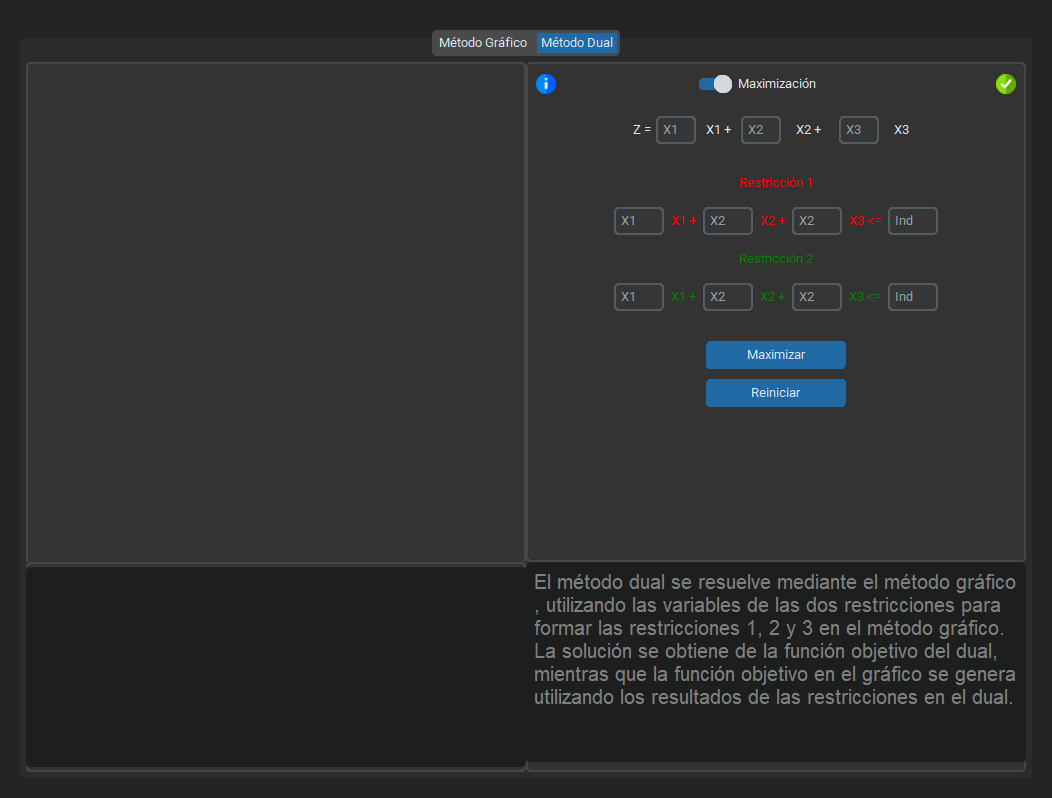 Método Gráfico Método Dual
i Maximización
Z = X1 X1 + X2 X2 + X3 X3
Restricción 1
X1 X1 + X2 X2 + X2 X3 <= Ind
Restricción 2
X1 X1 + X2 X2 + X2 X3 <= Ind
Maximizar
Reiniciar
El método dual se resuelve mediante el método gráfico
, utilizando las variables de las dos restricciones para
formar las restricciones 1, 2 y 3 en el método gráfico.
La solución se obtiene de la función objetivo del dual,
mientras que la función objetivo en el gráfico se genera
utilizando los resultados de las restricciones en el dual.